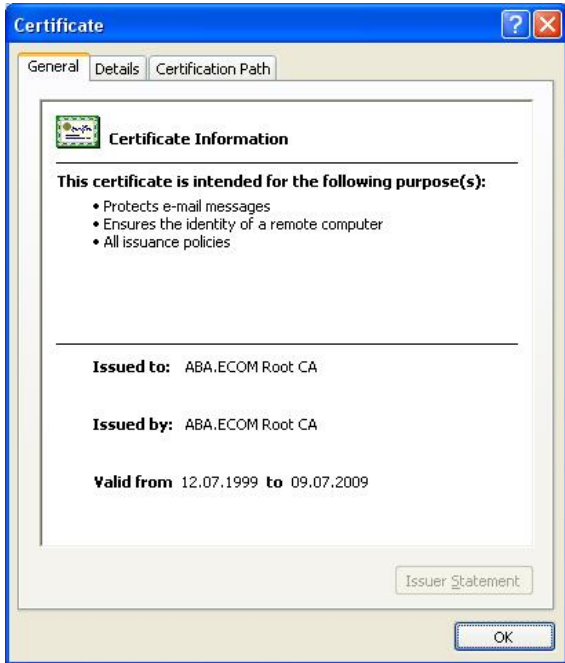 Certificate
General Details Certification Path
Certificate Information
This certificate is intended for the following purpose(s):
• Protects e-mail messages
• Ensures the identity of a remote computer
• All issuance policies
Issued to: ABA.ECOM Root CA
Issued by: ABA.ECOM Root CA
Valid from 12.07.1999 to 09.07.2009
Issuer Statement
OK